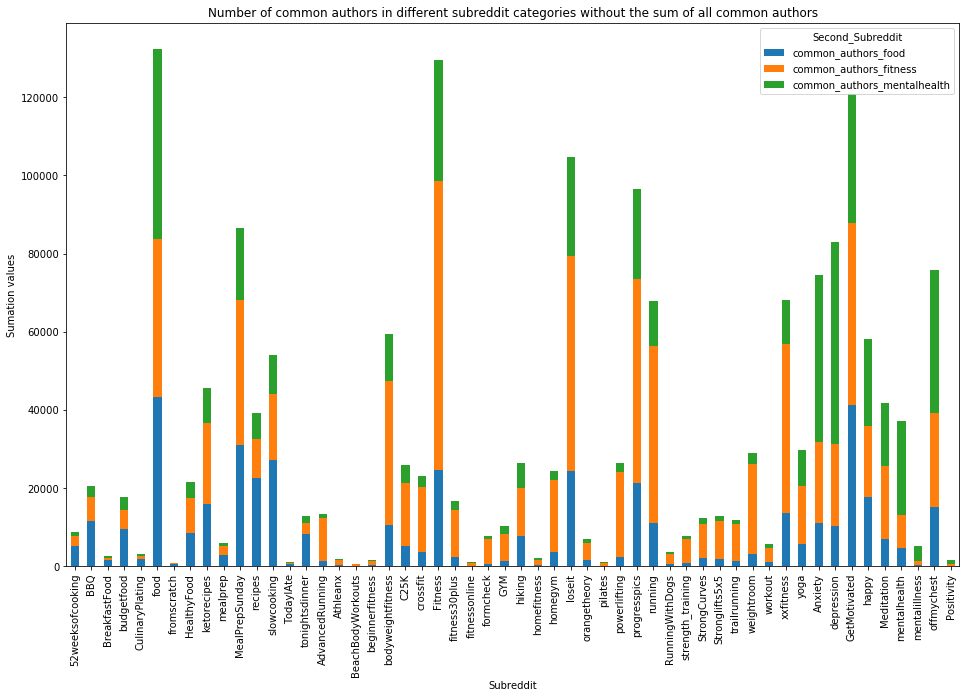 Number of common authors in different subreddit categories without the sum of all common authors
Second_Subreddit
common_authors_food
common_authors_fitness
common_authors_mentalhealth
Sumation values
120000
100000
80000
60000
40000
20000
0
52weeksofcooking
BBQ
BreakfastFood
budgetfood
CulinaryPlating
food
fromscratch
HealthyFood
ketorecipes
mealprep
MealPrepSunday
recipes
slowcooking
TodayIAte
tonightsdinner
AdvancedRunning
Athleanx
BeachBodyWorkouts
beginnerfitness
bodyweightfitness
C25K
crossfit
Fitness
fitness30plus
fitnessonline
formcheck
GYM
hiking
homefitness
homegym
loseit
orangetheory
pilates
powerlifting
progresspics
running
RunningWithDogs
strength_training
StrongCurves
Stronglifts5x5
trailrunning
weightroom
workout
xxfitness
yoga
Anxiety
depression
GetMotivated
happy
Meditation
mentalhealth
mentalillness
offmychest
Positivity
Subreddit